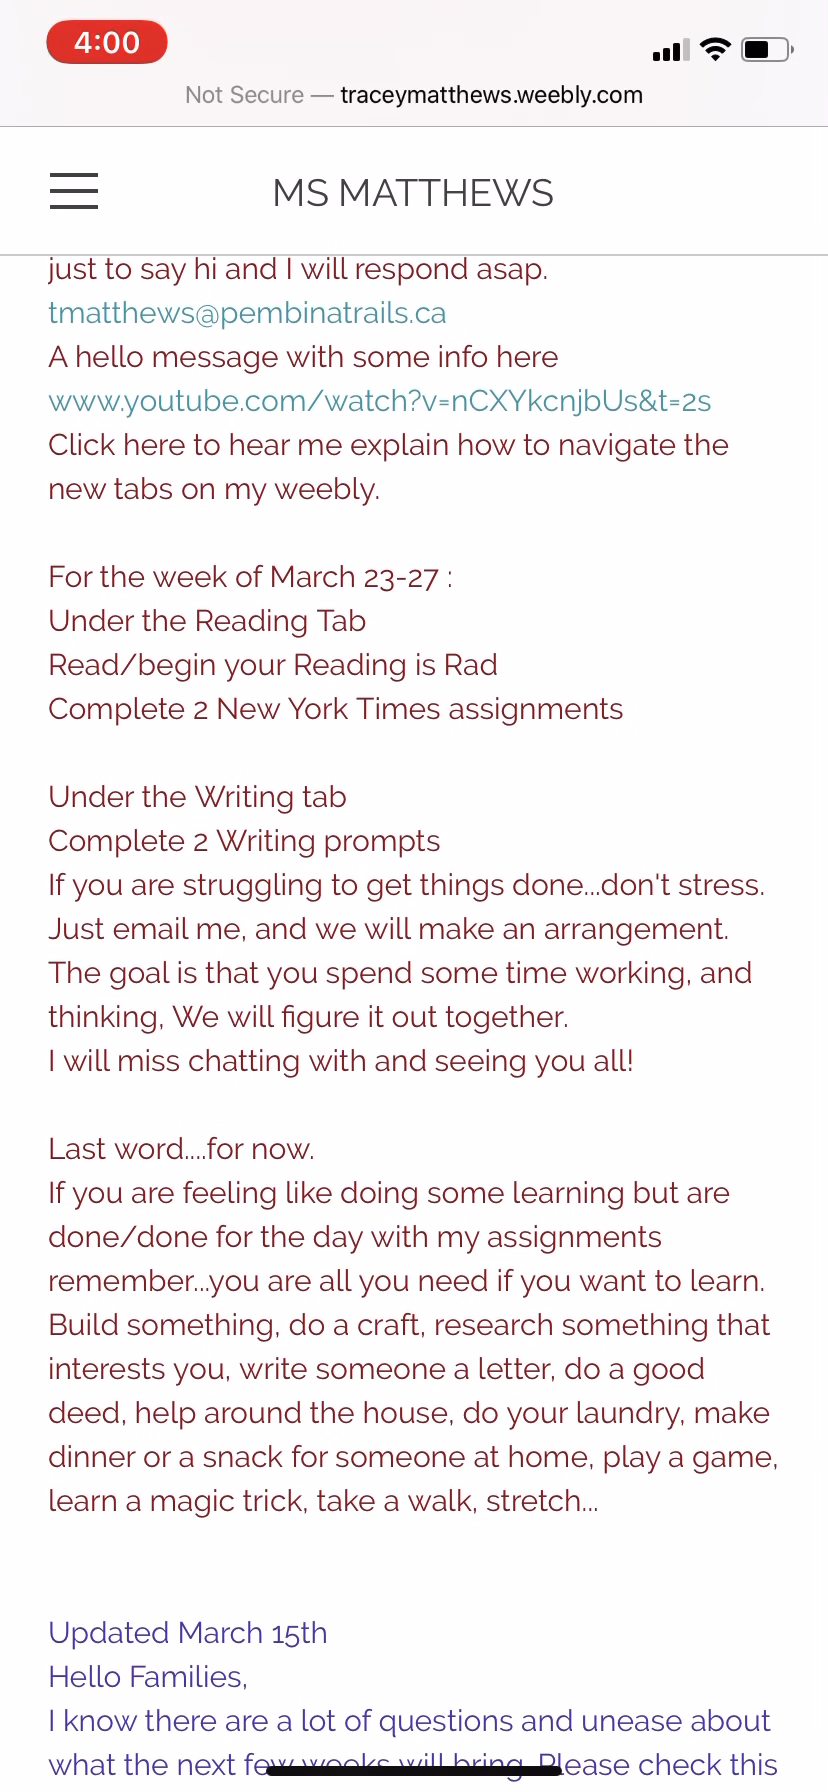 4:00
Not Secure — traceymatthews.weebly.com
MS MATTHEWS
just to say hi and I will respond asap.
tmatthews@pembinatrails.ca
A hello message with some info here
www.youtube.com/watch?v=nCXYkcnjbUs&t=2s
Click here to hear me explain how to navigate the
new tabs on my weebly.
For the week of March 23-27 :
Under the Reading Tab
Read/begin your Reading is Rad
Complete 2 New York Times assignments
Under the Writing tab
Complete 2 Writing prompts
If you are struggling to get things done...don't stress.
Just email me, and we will make an arrangement.
The goal is that you spend some time working, and
thinking, We will figure it out together.
I will miss chatting with and seeing you all!
Last word....for now.
If you are feeling like doing some learning but are
done/done for the day with my assignments
remember...you are all you need if you want to learn.
Build something, do a craft, research something that
interests you, write someone a letter, do a good
deed, help around the house, do your laundry, make
dinner or a snack for someone at home, play a game,
learn a magic trick, take a walk, stretch...
Updated March 15th
Hello Families,
I know there are a lot of questions and unease about
what the next few weeks will bring. Please check this